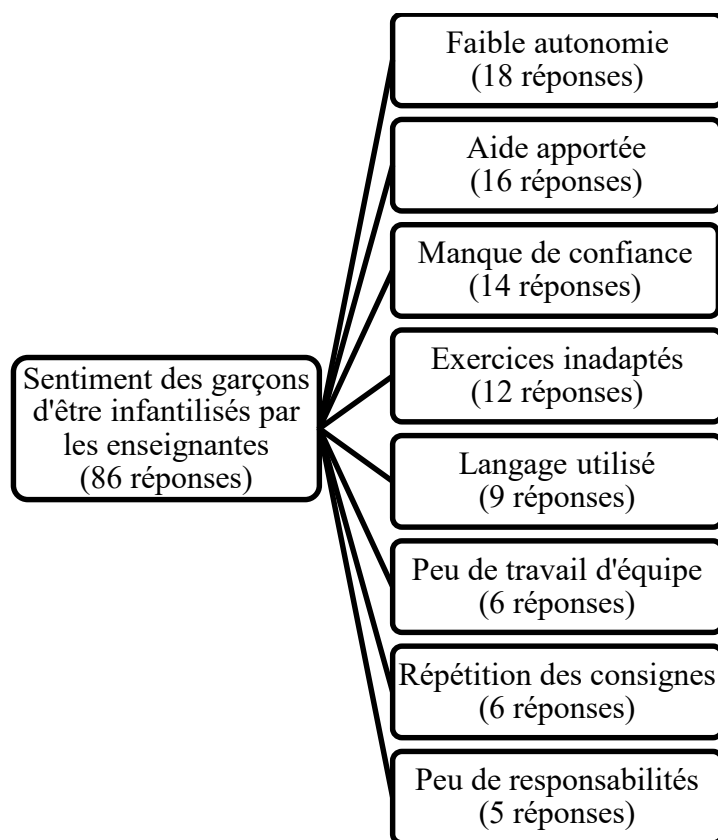 Sentiment des garçons
d'être infantilisés par
les enseignantes
(86 réponses)
Faible autonomie
(18 réponses)
Aide apportée
(16 réponses)
Manque de confiance
(14 réponses)
Exercices inadaptés
(12 réponses)
Langage utilisé
(9 réponses)
Peu de travail d'équipe
(6 réponses)
Répétition des consignes
(6 réponses)
Peu de responsabilités
(5 réponses)